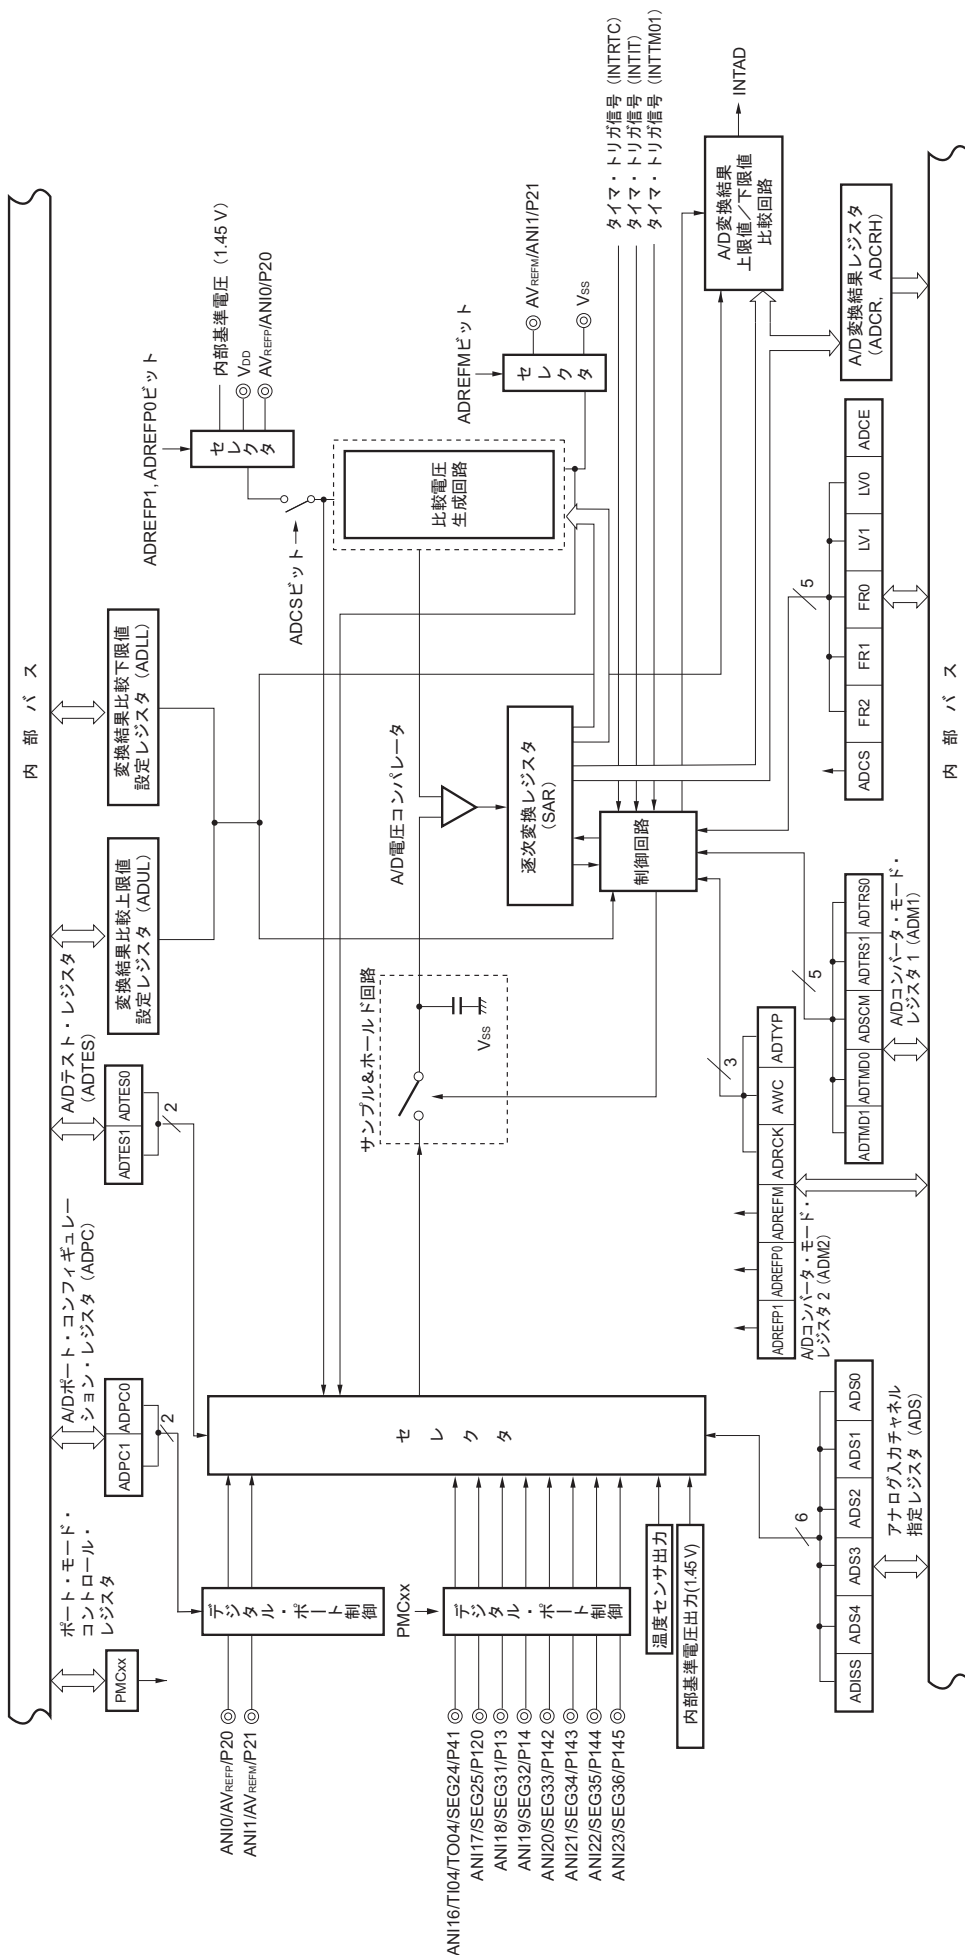 内 部 バ ス
ポート・モード・
コントロール・
レジスタ
PMCxx
A/Dポート・コンフィギュレー
ション・レジスタ（ADPC）
ADPC1
ADPC0
2
A/Dテスト・レジスタ
（ADTES）
ADTES1
ADTES0
2
変換結果比較上限値
設定レジスタ（ADUL）
変換結果比較下限値
設定レジスタ（ADLL）
ADREFP1, ADREFP0ビット
内部基準電圧（1.45 V）
VDD
AVREFP/ANI0/P20
セレクタ
ADCSビット
ADREFMビット
AVREFM/ANI1/P21
VSS
セレクタ
比較電圧
生成回路
ANI0/AVREFP/P20
ANI1/AVREFM/P21
デジタル・ポート制御
PMCxx
ANI16/TI04/TO04/SEG24/P41
ANI17/SEG25/P120
ANI18/SEG31/P13
ANI19/SEG32/P14
ANI20/SEG33/P142
ANI21/SEG34/P143
ANI22/SEG35/P144
ANI23/SEG36/P145
デジタル・ポート制御
温度センサ出力
内部基準電圧出力(1.45 V)
セレクタ
サンプル&ホールド回路
VSS
A/D電圧コンパレータ
逐次変換レジスタ
（SAR）
制御回路
タイマ・トリガ信号（INTRTC）
タイマ・トリガ信号（INTIT）
タイマ・トリガ信号（INTTM01）
A/D変換結果
上限値／下限値
比較回路
INTAD
A/D変換結果レジスタ
（ADCR, ADCRH）
6
ADISS
ADS4
ADS3
ADS2
ADS1
ADS0
アナログ入力チャネル
指定レジスタ（ADS）
3
ADREFP1
ADREFP0
ADREFM
ADRCK
AWC
ADTYP
A/Dコンバータ・モード・
レジスタ 2（ADM2）
5
ADTMD1
ADTMD0
ADSCM
ADTRS1
ADTRS0
A/Dコンバータ・モード・
レジスタ 1（ADM1）
5
ADCS
FR2
FR1
FR0
LV1
LV0
ADCE
内 部 バ ス